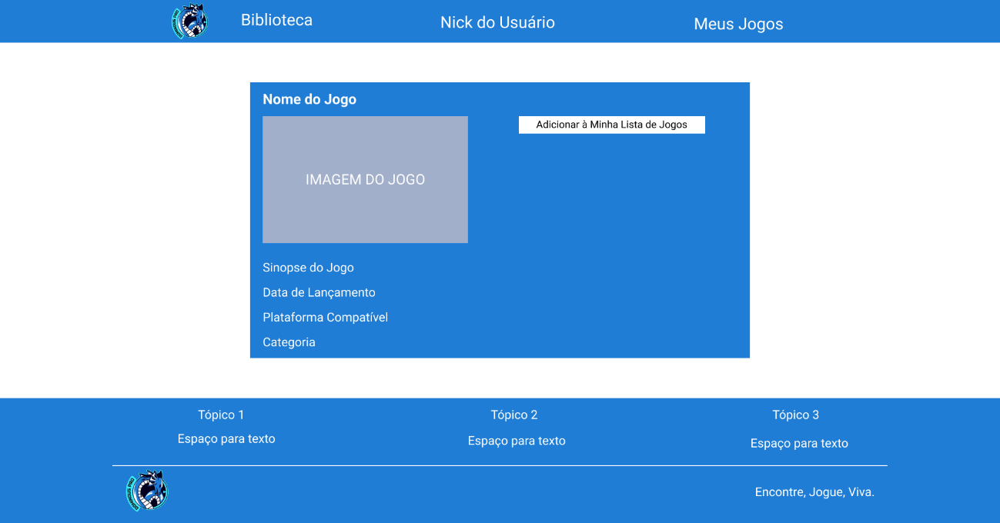 Biblioteca
Nick do Usuário
Meus Jogos
Nome do Jogo
IMAGEM DO JOGO
Adicionar à Minha Lista de Jogos
Sinopse do Jogo
Data de Lançamento
Plataforma Compatível
Categoria
Tópico 1
Tópico 2
Tópico 3
Espaço para texto
Espaço para texto
Espaço para texto
Encontre, Jogue, Viva.